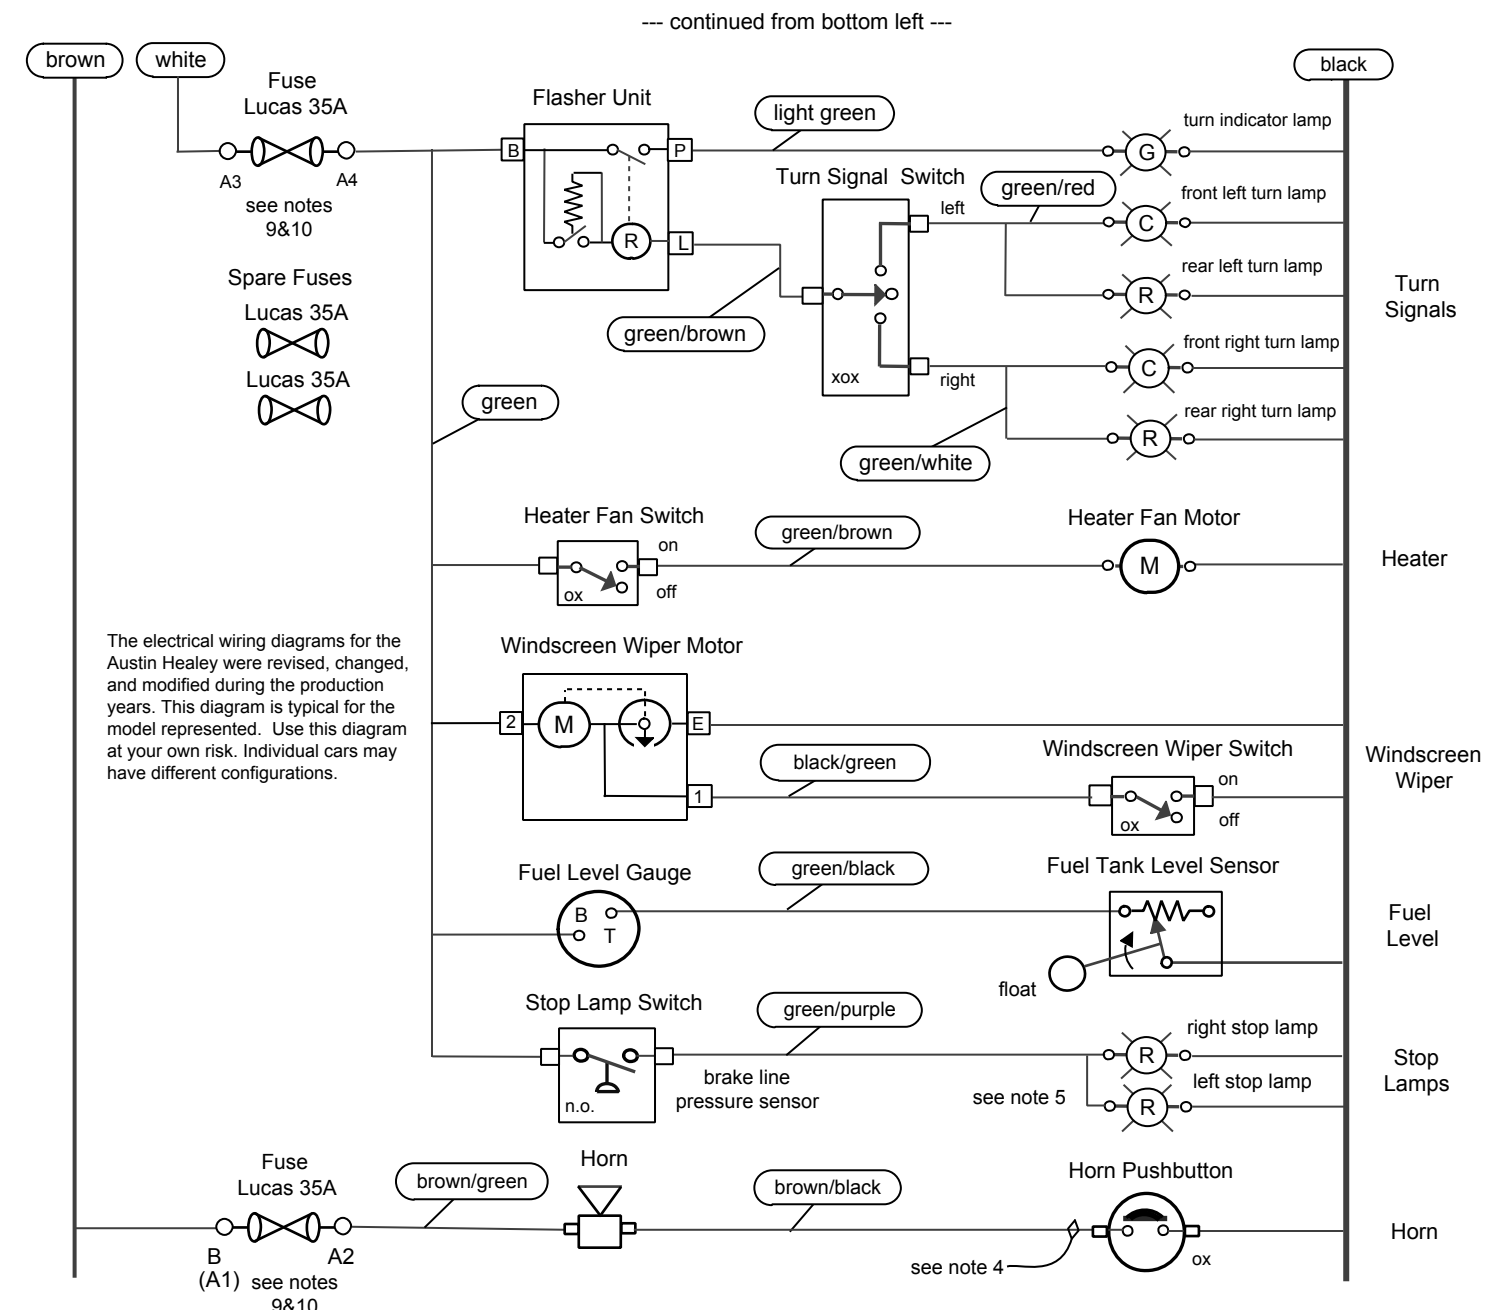 --- continued from bottom left ---
brown
white
black
Fuse
Lucas 35A
A3
A4
see notes
9&10
Spare Fuses
Lucas 35A
Lucas 35A
Flasher Unit
B
P
R
L
light green
turn indicator lamp
G
Turn Signal Switch
left
green/red
front left turn lamp
C
rear left turn lamp
R
Turn
Signals
green/brown
front right turn lamp
C
xox
right
rear right turn lamp
R
green
green/white
Heater Fan Switch
on
off
ox
green/brown
Heater Fan Motor
M
Heater
The electrical wiring diagrams for the
Austin Healey were revised, changed,
and modified during the production
years. This diagram is typical for the
model represented. Use this diagram
at your own risk. Individual cars may
have different configurations.
Windscreen Wiper Motor
2
M
E
1
black/green
Windscreen Wiper Switch
on
off
ox
Windscreen
Wiper
Fuel Level Gauge
B
T
green/black
Fuel Tank Level Sensor
float
Fuel
Level
Stop Lamp Switch
n.o.
green/purple
brake line
pressure sensor
see note 5
right stop lamp
R
left stop lamp
R
Stop
Lamps
Fuse
Lucas 35A
B
(A1)
A2
see notes
9&10
brown/green
Horn
brown/black
see note 4
Horn Pushbutton
ox
Horn